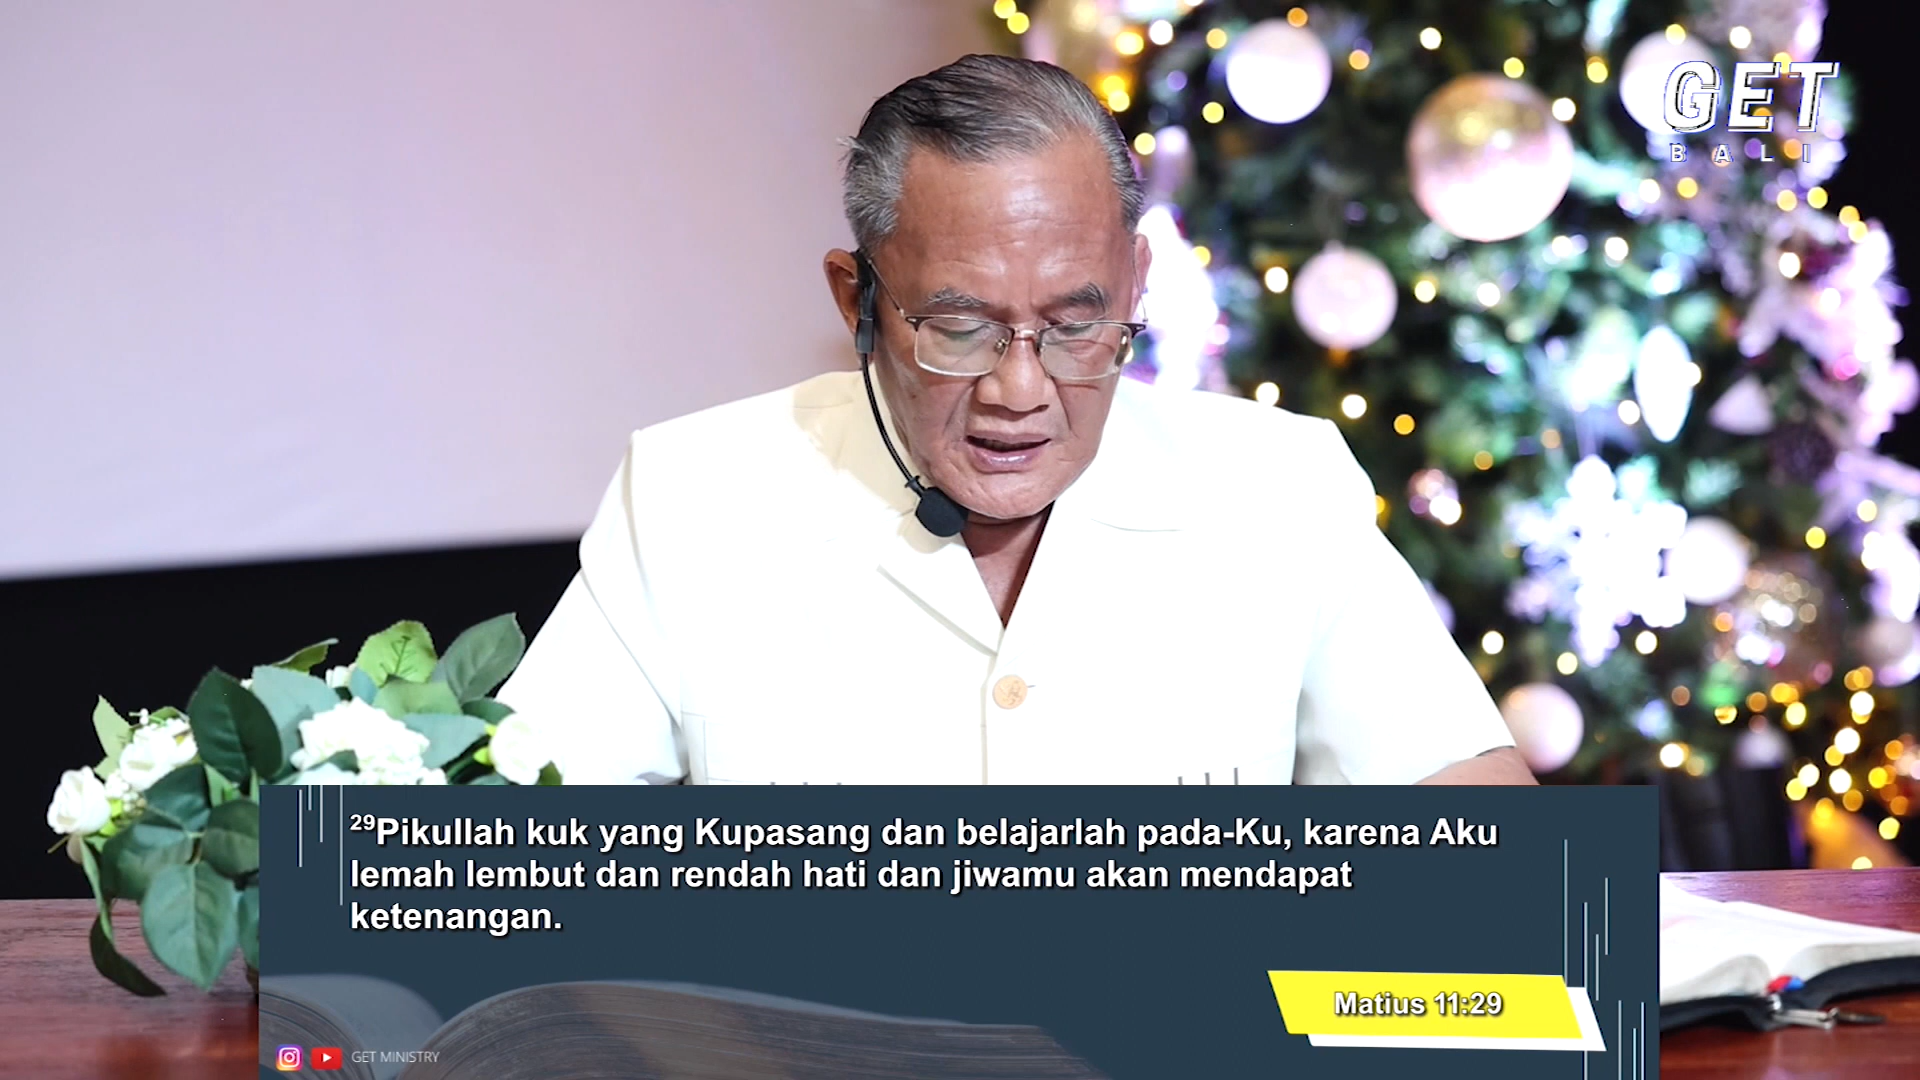 GET
BALI
²⁹Pikullah kuk yang Kupasang dan belajarlah pada-Ku, karena Aku
lemah lembut dan rendah hati dan jiwamu akan mendapat
ketenangan.
Matius 11:29
GET MINISTRY